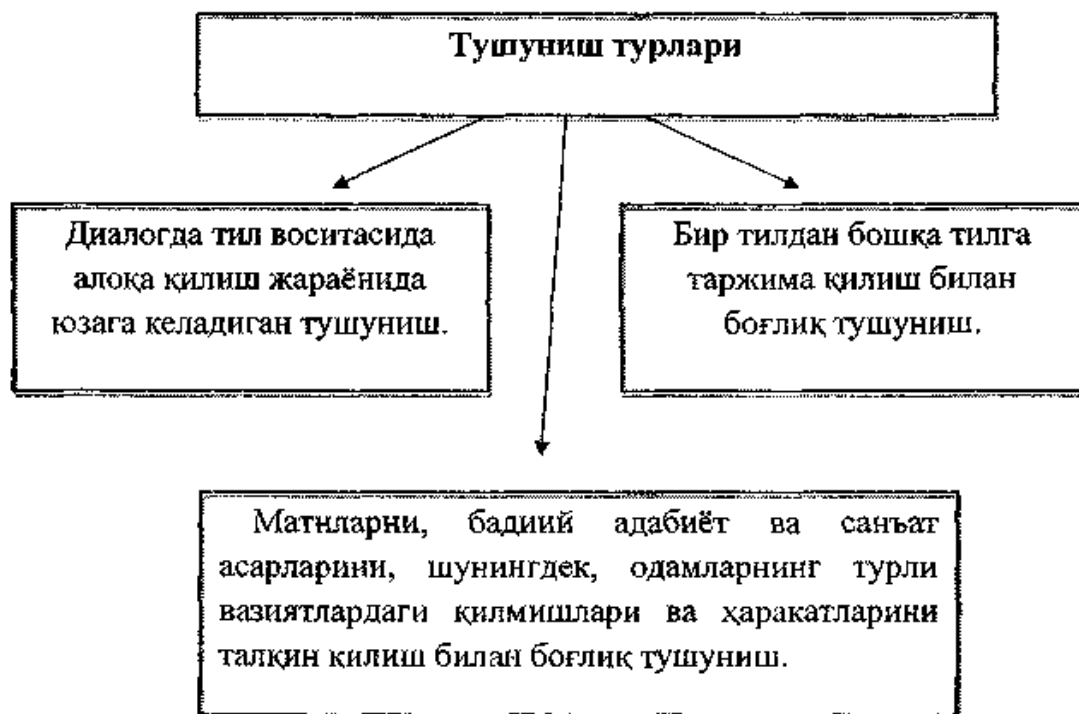 Тушуниш турлари
Диалогда тил воситасида
алоқа қилиш жараёнида
юзага келадиган тушуниш.
Бир тилдан бошқа тилга
таржима қилиш билан
боғлиқ тушуниш.
Матнларни, бадиий адабиёт ва санъат
асарларини, шунингдек, одамларнинг турли
вазиятлардаги қилмишлари ва ҳаракатларини
талқин қилиш билан боғлиқ тушуниш.